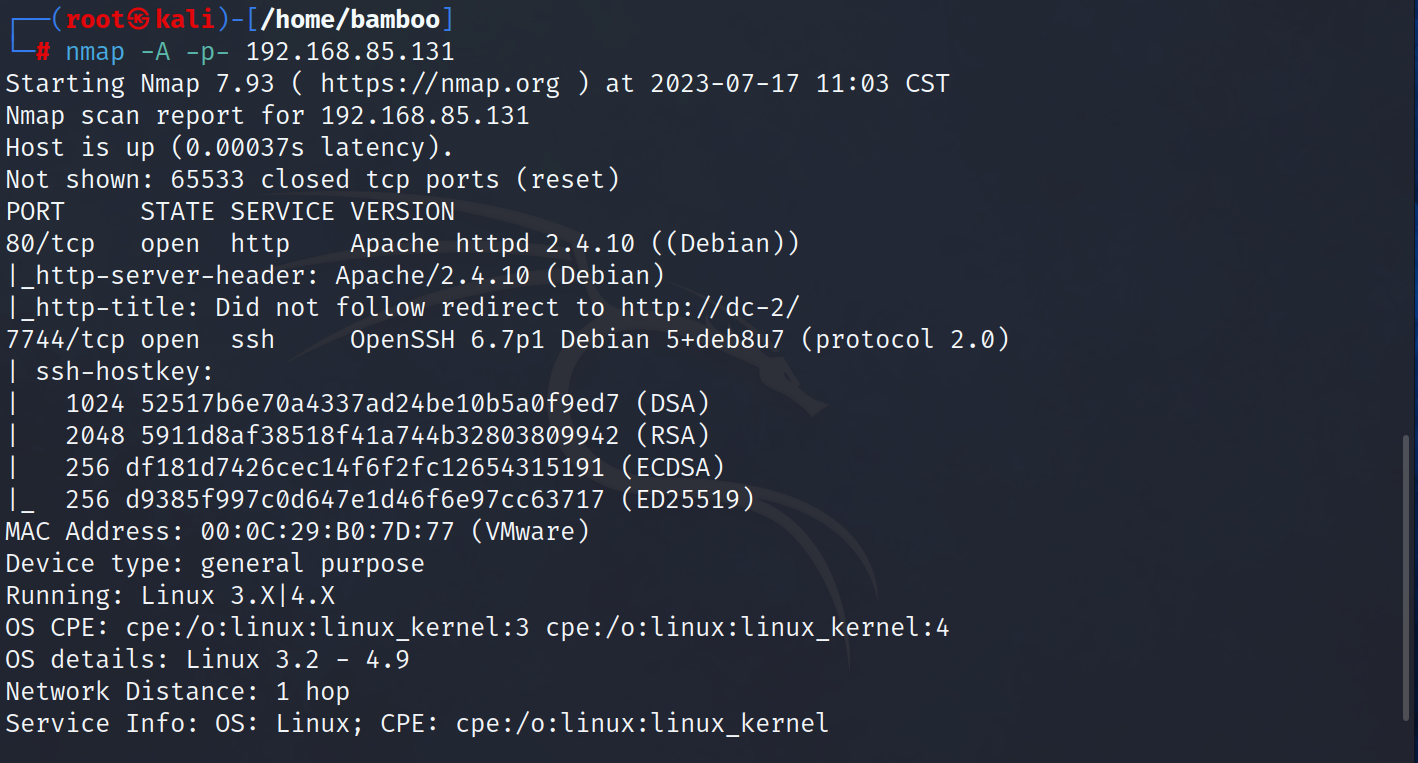 ┌──(root㉿kali)-[/home/bamboo]
└─# nmap -A -p- 192.168.85.131
Starting Nmap 7.93 ( https://nmap.org ) at 2023-07-17 11:03 CST
Nmap scan report for 192.168.85.131
Host is up (0.00037s latency).
Not shown: 65533 closed tcp ports (reset)
PORT     STATE SERVICE VERSION
80/tcp   open  http    Apache httpd 2.4.10 ((Debian))
|_http-server-header: Apache/2.4.10 (Debian)
|_http-title: Did not follow redirect to http://dc-2/
7744/tcp open  ssh     OpenSSH 6.7p1 Debian 5+deb8u7 (protocol 2.0)
| ssh-hostkey:
|   1024 52517b6e70a4337ad24be10b5a0f9ed7 (DSA)
|   2048 5911d8af38518f41a744b32803809942 (RSA)
|   256 df181d7426cec14f6f2fc12654315191 (ECDSA)
|_  256 d9385f997c0d647e1d46f6e97cc63717 (ED25519)
MAC Address: 00:0C:29:B0:7D:77 (VMware)
Device type: general purpose
Running: Linux 3.X|4.X
OS CPE: cpe:/o:linux:linux_kernel:3 cpe:/o:linux:linux_kernel:4
OS details: Linux 3.2 - 4.9
Network Distance: 1 hop
Service Info: OS: Linux; CPE: cpe:/o:linux:linux_kernel